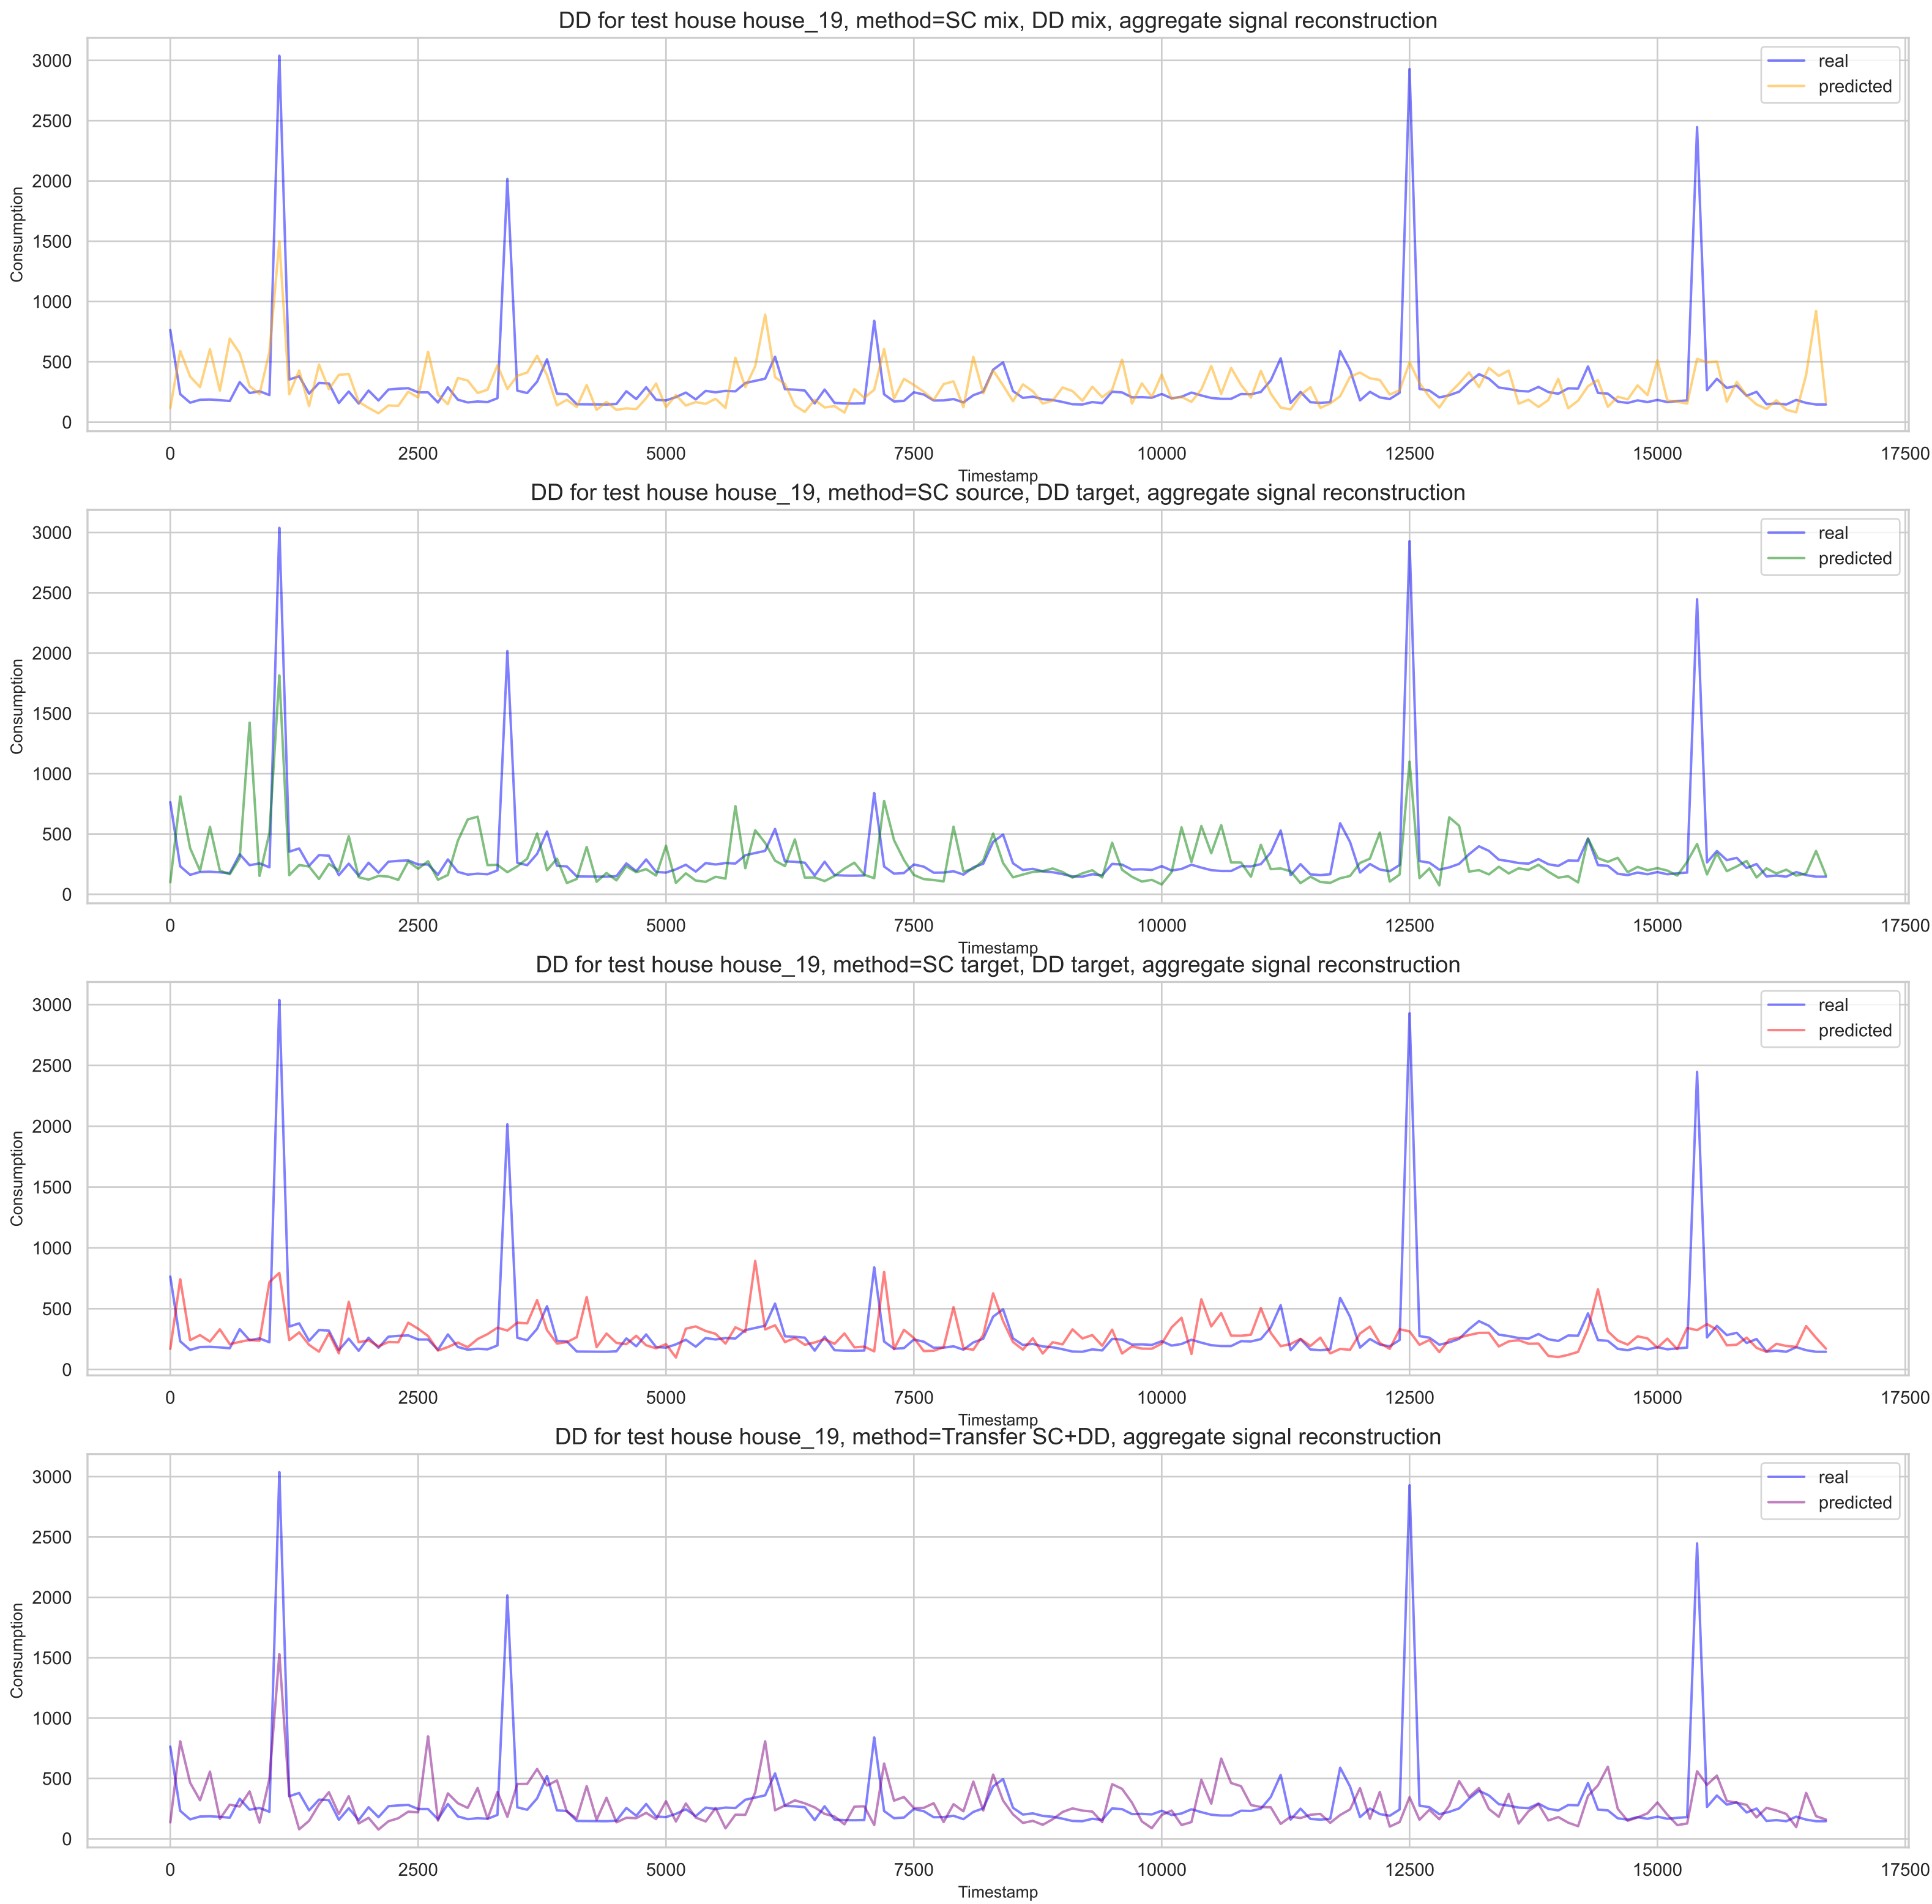 DD for test house house_19, method=SC mix, DD mix, aggregate signal reconstruction
3000
2500
2000
1500
1000
500
0
Consumption
real
predicted
0 2500 5000 7500 10000 12500 15000 17500
Timestamp
DD for test house house_19, method=SC source, DD target, aggregate signal reconstruction
3000
2500
2000
1500
1000
500
0
Consumption
real
predicted
0 2500 5000 7500 10000 12500 15000 17500
Timestamp
DD for test house house_19, method=SC target, DD target, aggregate signal reconstruction
3000
2500
2000
1500
1000
500
0
Consumption
real
predicted
0 2500 5000 7500 10000 12500 15000 17500
Timestamp
DD for test house house_19, method=Transfer SC+DD, aggregate signal reconstruction
3000
2500
2000
1500
1000
500
0
Consumption
real
predicted
0 2500 5000 7500 10000 12500 15000 17500
Timestamp